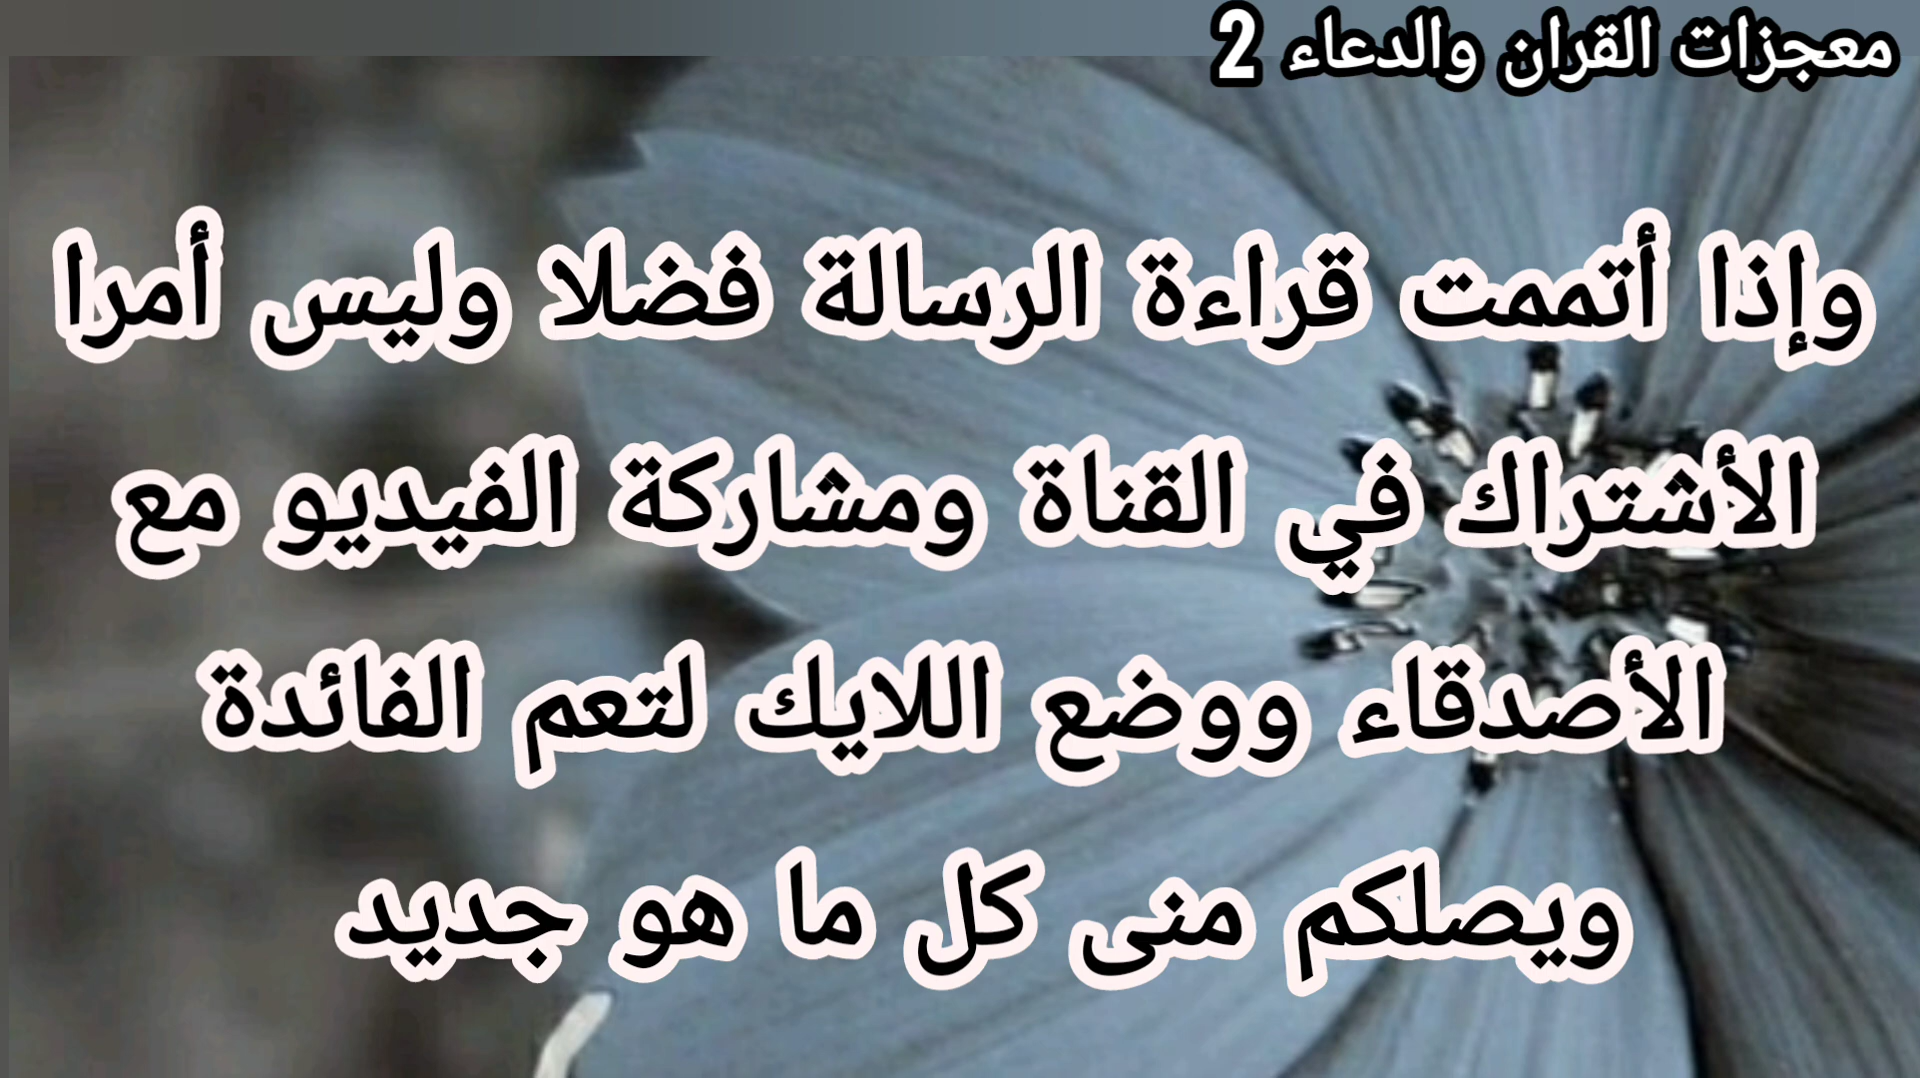 معجزات القران والدعاء 2
وإذا أتممت قراءة الرسالة فضلا وليس أمرا
الأشتراك في القناة ومشاركة الفيديو مع
الأصدقاء ووضع اللايك لتعم الفائدة
ويصلكم منى كل ما هو جديد